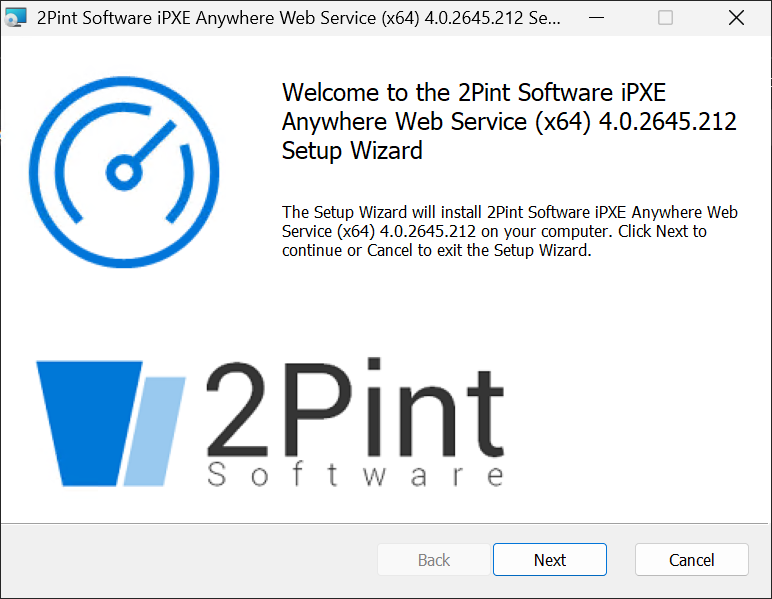 2Pint Software iPXE Anywhere Web Service (x64) 4.0.2645.212 Se...
Welcome to the 2Pint Software iPXE
Anywhere Web Service (x64) 4.0.2645.212
Setup Wizard
The Setup Wizard will install 2Pint Software iPXE Anywhere Web
Service (x64) 4.0.2645.212 on your computer. Click Next to
continue or Cancel to exit the Setup Wizard.
2Pint
Software
Back
Next
Cancel